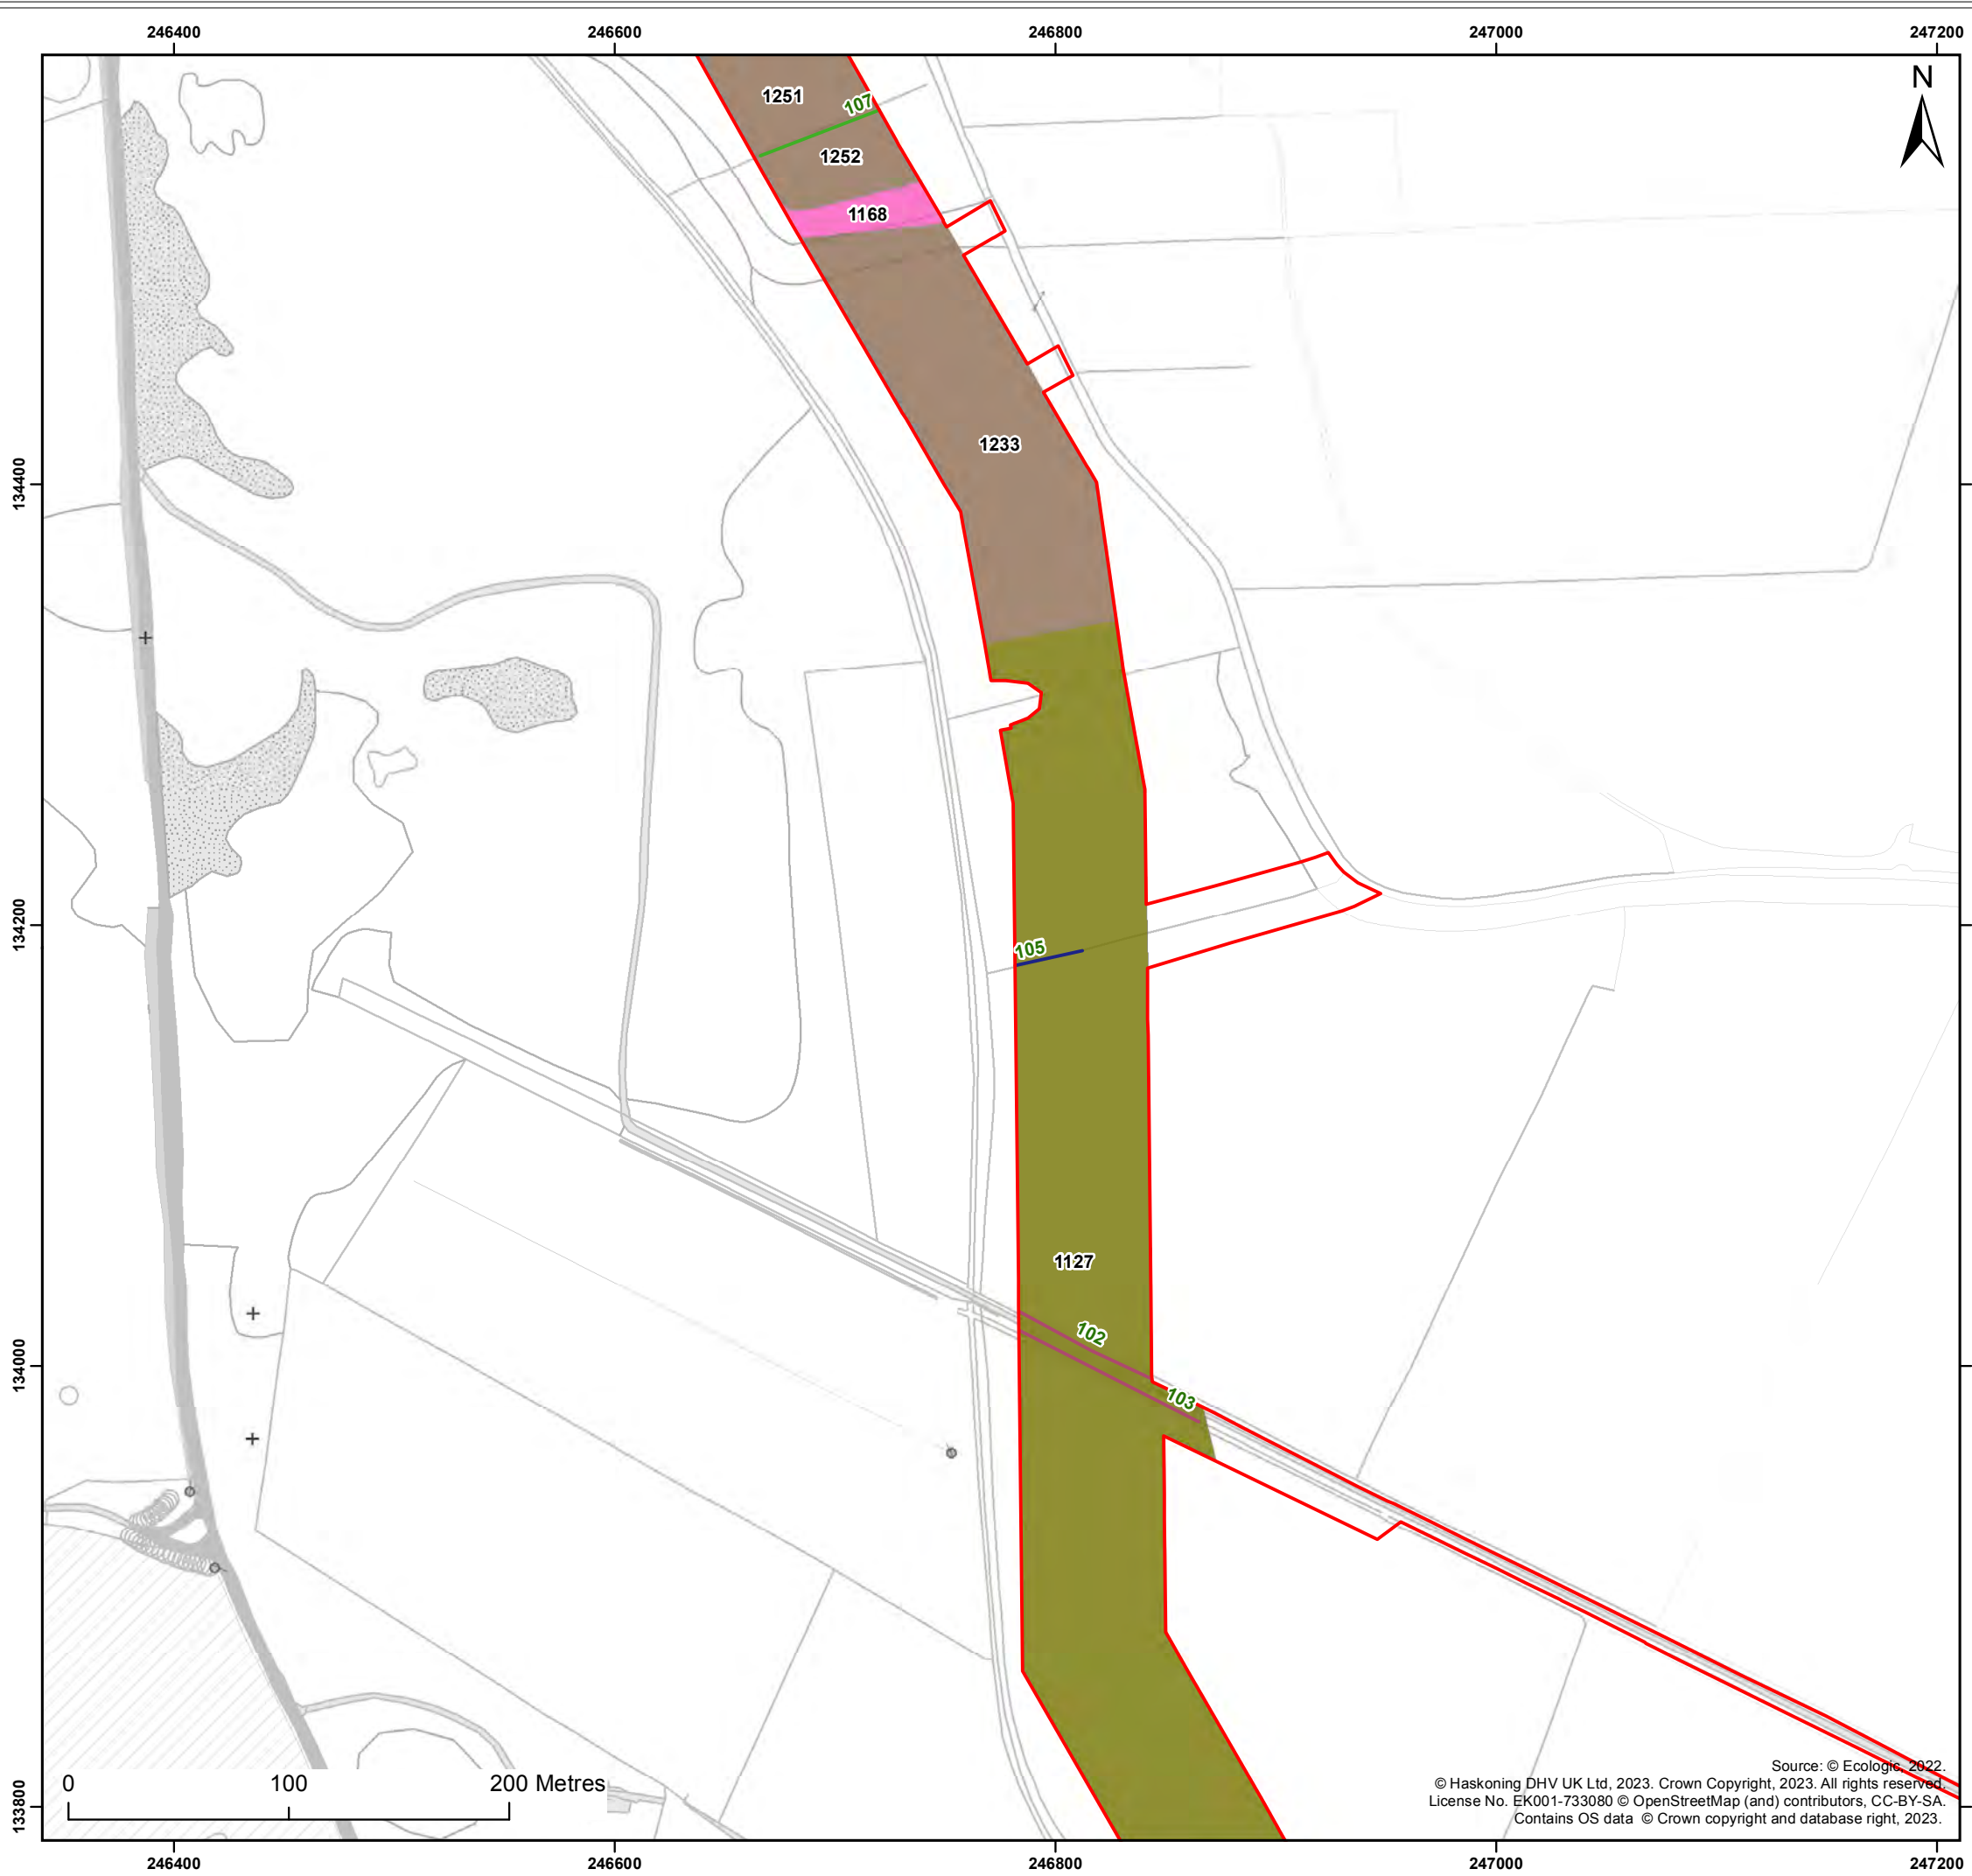 246400 246600 246800 247000 247200
N
1251
107
1252
1168
1233
134400
134200
105
1127
102
134000
103
0 100 200 Metres
133800
Source: © Ecologic, 2022.
© Haskoning DHV UK Ltd, 2023. Crown Copyright, 2023. All rights reserved.
License No. EK001-733080 © OpenStreetMap (and) contributors, CC-BY-SA.
Contains OS data © Crown copyright and database right, 2023.
246400 246600 246800 247000 247200